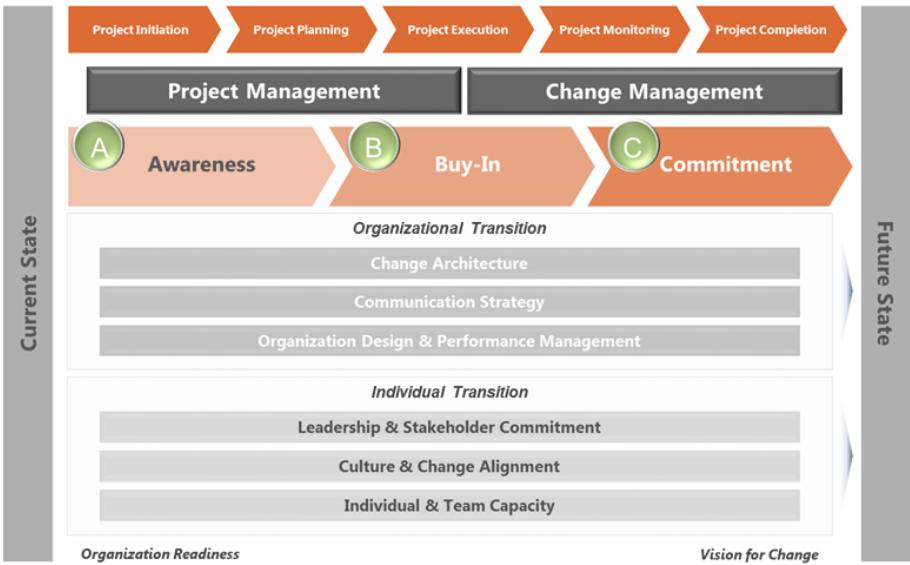 Project Initiation
Project Planning
Project Execution
Project Monitoring
Project Completion
Project Management
Change Management
A
Awareness
B
Buy-In
C
Commitment
Current State
Future State
Organizational Transition
Change Architecture
Communication Strategy
Organization Design & Performance Management
Individual Transition
Leadership & Stakeholder Commitment
Culture & Change Alignment
Individual & Team Capacity
Organization Readiness
Vision for Change